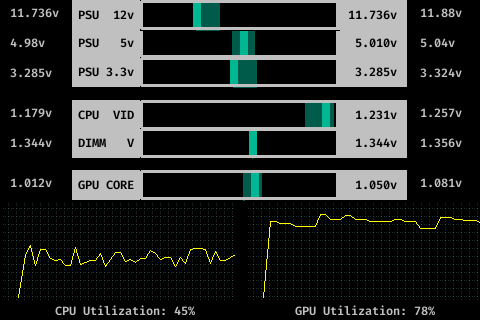 11.736v PSU 12v 11.736v 11.88v
4.98v PSU 5v 5.010v 5.04v
3.285v PSU 3.3v 3.285v 3.324v
1.179v CPU VID 1.231v 1.257v
1.344v DIMM V 1.344v 1.356v
1.012v GPU CORE 1.050v 1.081v
CPU Utilization: 45% GPU Utilization: 78%